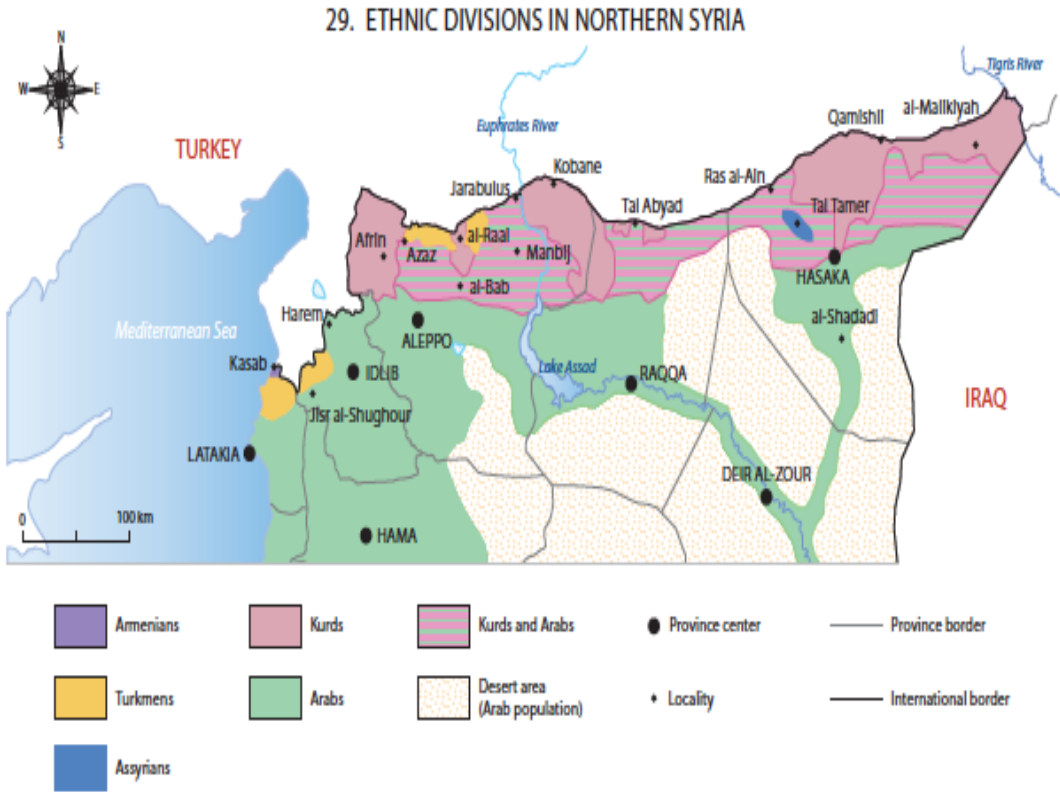 29. ETHNIC DIVISIONS IN NORTHERN SYRIA
N
W
E
S
Tigris River
TURKEY
Euphrates River
Qamishli
al-Malikiyah
Kobane
Jarabulus
Ras al-Ain
Tal Abyad
Tal Tamer
Afrin
Azaz
al-Raai
Manbij
al-Bab
HASAKA
Harem
ALEPPO
al-Shadadi
Mediterranean Sea
Kasab
IDLIB
Lake Assad
RAQQA
IRAQ
Jisr al-Shughour
LATAKIA
DEIR AL-ZOUR
0
100 km
HAMA
Armenians
Kurds
Kurds and Arabs
Province center
Province border
Turkmens
Arabs
Desert area
(Arab population)
Locality
International border
Assyrians